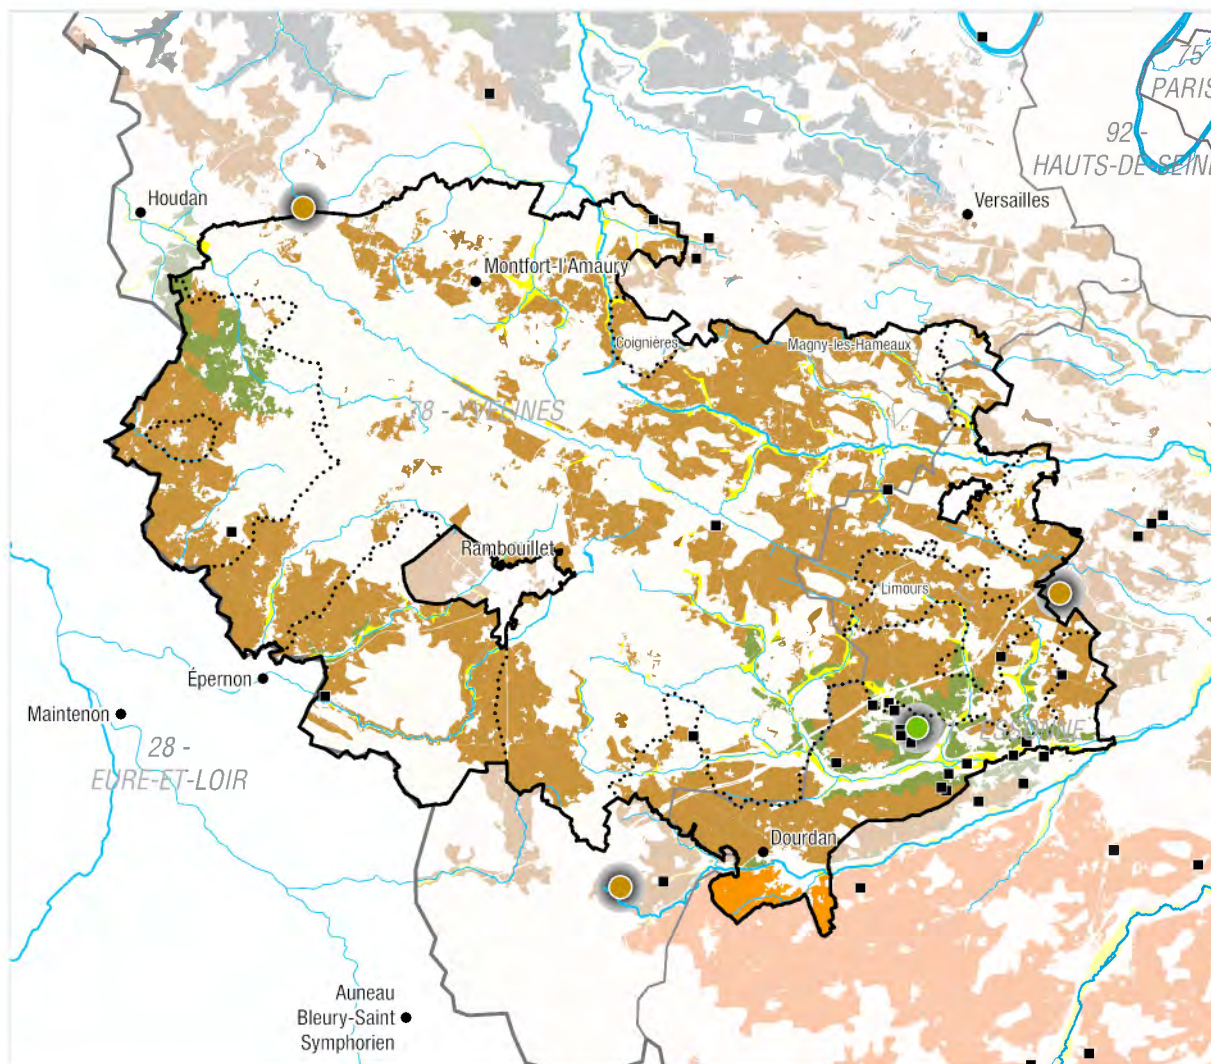 75
PARIS
92 -
HAUTS-DE-SEINE
Houdan
Versailles
Montfort-l'Amaury
Coignières
Magny-les-Hameaux
78 - YVELINES
Rambouillet
Limours
Épernon
Maintenon
28 -
EURE-ET-LOIR
ESSONNE
Dourdan
Auneau
Bleury-Saint
Symphorien